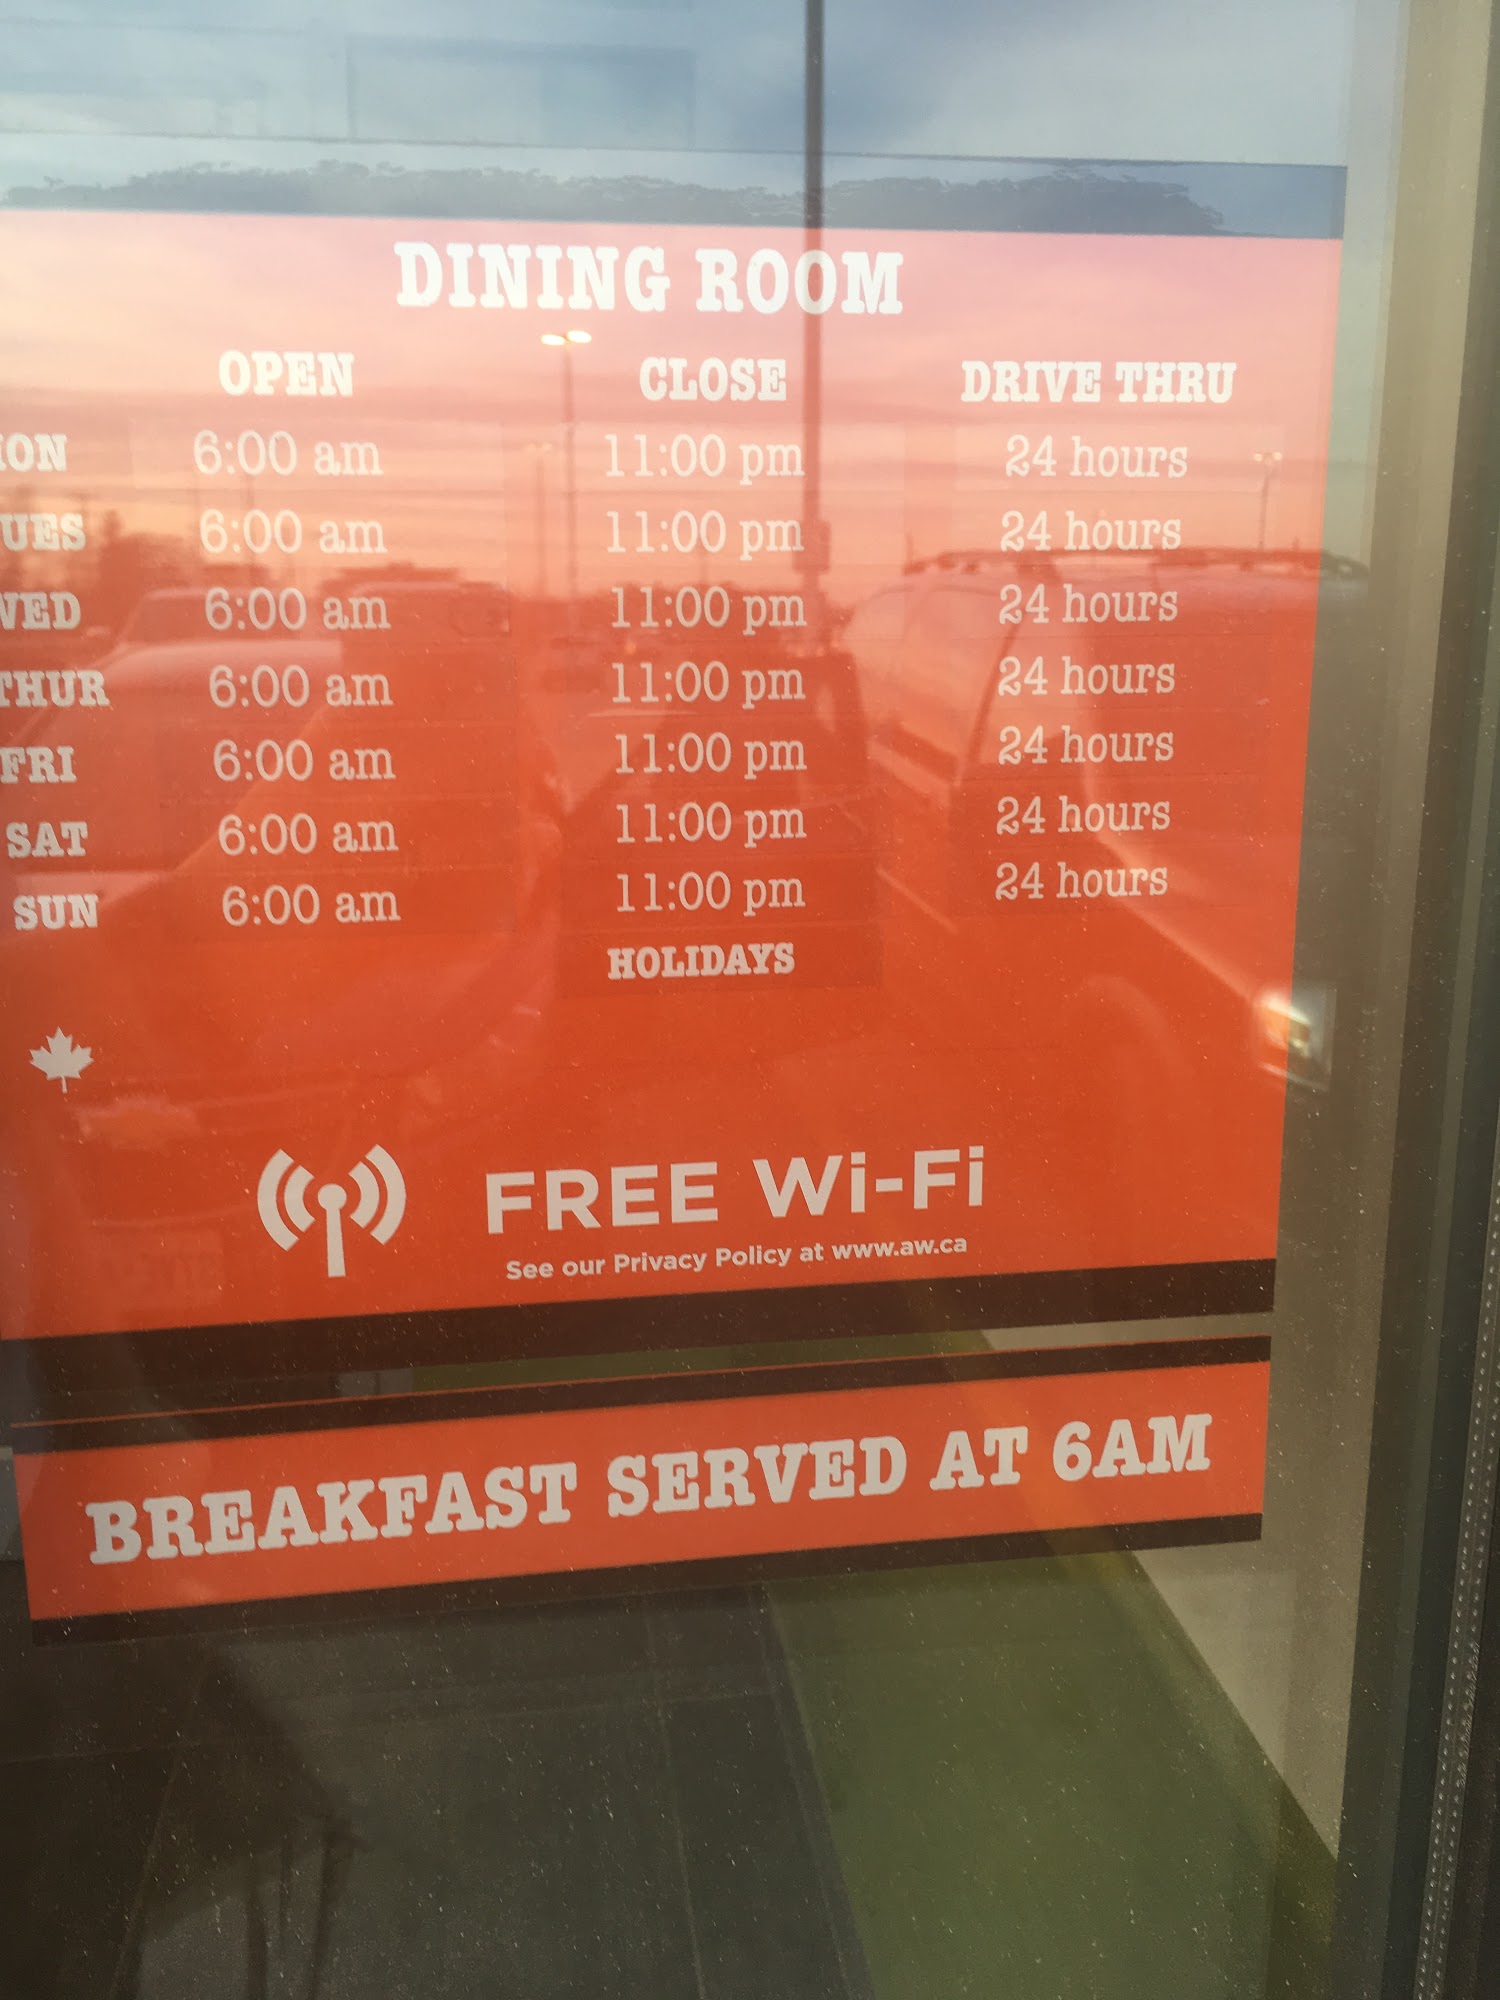 DINING ROOM
OPEN CLOSE DRIVE THRU
ON 6:00 am 11:00 pm 24 hours
UES 6:00 am 11:00 pm 24 hours
VED 6:00 am 11:00 pm 24 hours
THUR 6:00 am 11:00 pm 24 hours
FRI 6:00 am 11:00 pm 24 hours
SAT 6:00 am 11:00 pm 24 hours
SUN 6:00 am 11:00 pm 24 hours
HOLIDAYS
FREE Wi-Fi
See our Privacy Policy at www.aw.ca
BREAKFAST SERVED AT 6AM